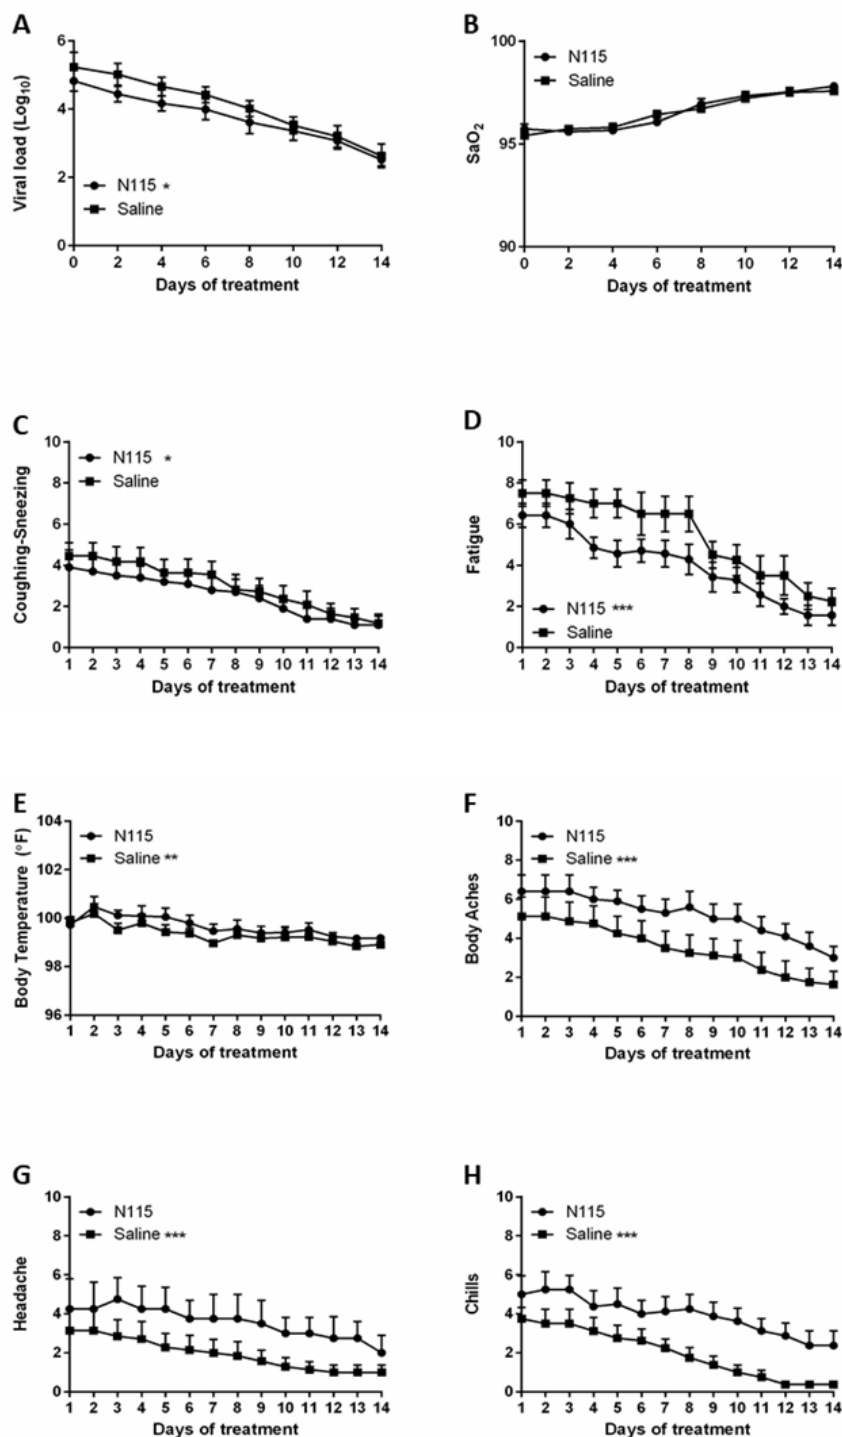 A
6
4
2
0
Viral load (Log10)
N115 *
Saline
0 2 4 6 8 10 12 14
Days of treatment
B
100
95
90
SaO2
N115
Saline
0 2 4 6 8 10 12 14
Days of treatment
C
10
8
6
4
2
0
Coughing-Sneezing
N115 *
Saline
1 2 3 4 5 6 7 8 9 10 11 12 13 14
Days of treatment
D
10
8
6
4
2
0
Fatigue
N115 ***
Saline
1 2 3 4 5 6 7 8 9 10 11 12 13 14
Days of treatment
E
104
102
100
98
96
Body Temperature (°F)
N115
Saline **
1 2 3 4 5 6 7 8 9 10 11 12 13 14
Days of treatment
F
10
8
6
4
2
0
Body Aches
N115
Saline ***
1 2 3 4 5 6 7 8 9 10 11 12 13 14
Days of treatment
G
10
8
6
4
2
0
Headache
N115
Saline ***
1 2 3 4 5 6 7 8 9 10 11 12 13 14
Days of treatment
H
10
8
6
4
2
0
Chills
N115
Saline ***
1 2 3 4 5 6 7 8 9 10 11 12 13 14
Days of treatment